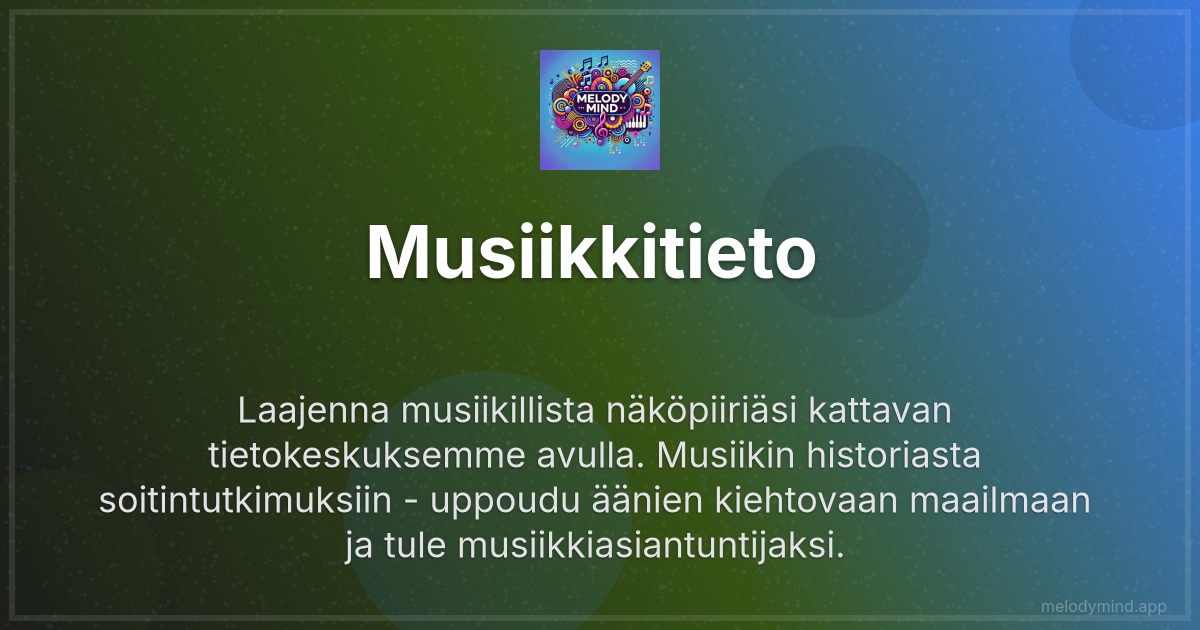 MELODY
MIND
Musiikkitieto
Laajenna musiikillista näköpiiriäsi kattavan
tietokeskuksemme avulla. Musiikin historiasta
soitintutkimuksiin - uppoudu äänien kiehtovaan maailmaan
ja tule musiikkiasiantuntijaksi.
melodymind.app